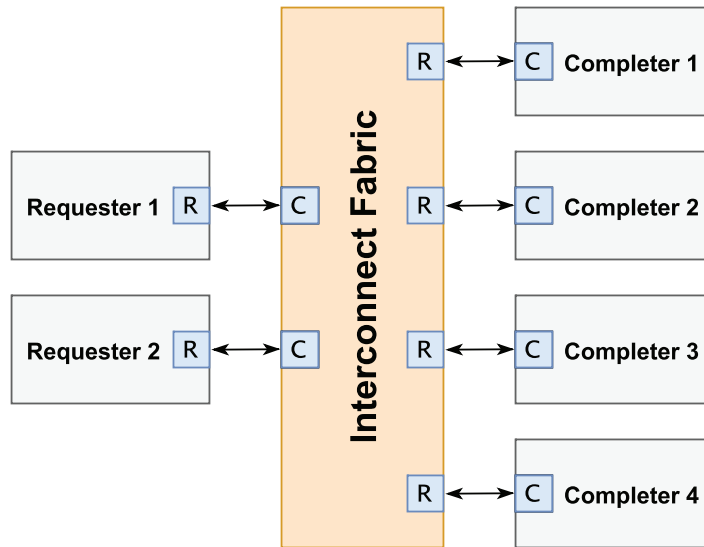 R
C
Completer 1
Requester 1
R
C
R
C
Completer 2
Interconnect Fabric
Requester 2
R
C
R
C
Completer 3
R
C
Completer 4